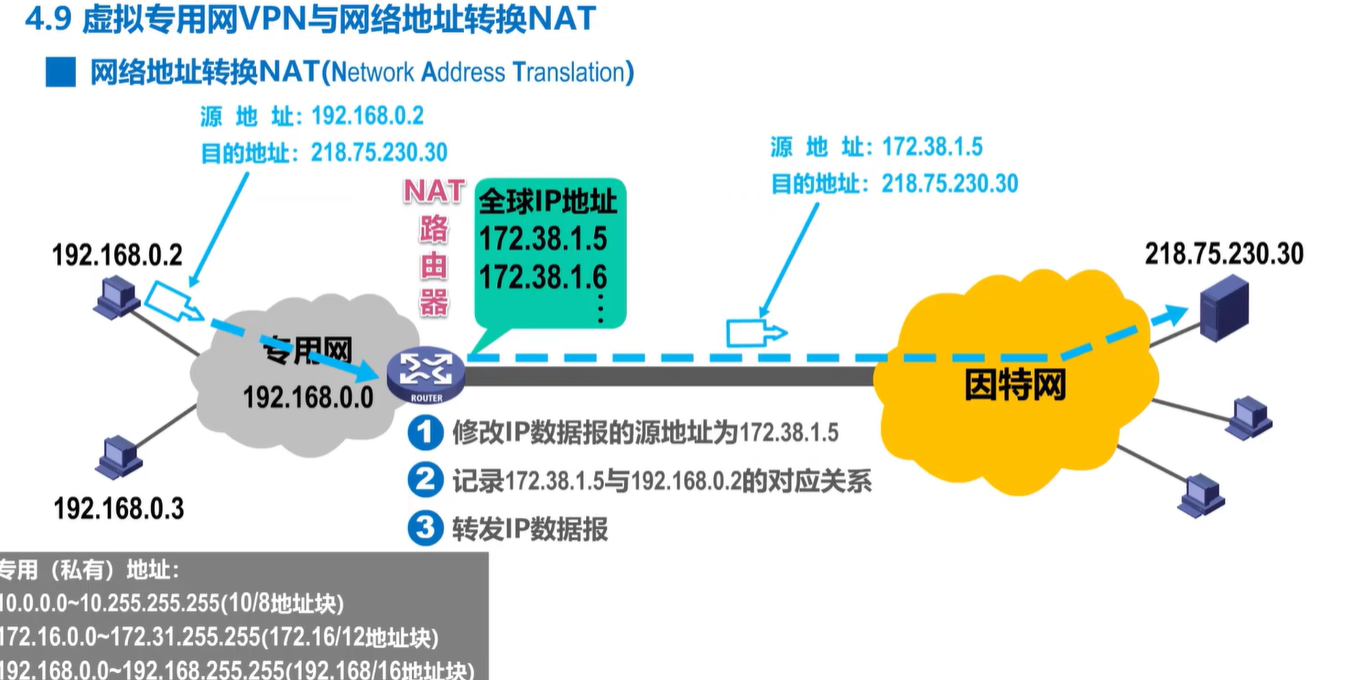 4.9 虚拟专用网VPN与网络地址转换NAT
网络地址转换NAT(Network Address Translation)
源 地 址：192.168.0.2
目的地址：218.75.230.30
源 地 址：172.38.1.5
目的地址：218.75.230.30
NAT
路
由
器
全球IP地址
172.38.1.5
172.38.1.6
⋮
192.168.0.2
218.75.230.30
专用网
192.168.0.0
ROUTER
因特网
192.168.0.3
1 修改IP数据报的源地址为172.38.1.5
2 记录172.38.1.5与192.168.0.2的对应关系
3 转发IP数据报
专用（私有）地址：
10.0.0.0~10.255.255.255(10/8地址块)
172.16.0.0~172.31.255.255(172.16/12地址块)
192.168.0.0~192.168.255.255(192.168/16地址块)